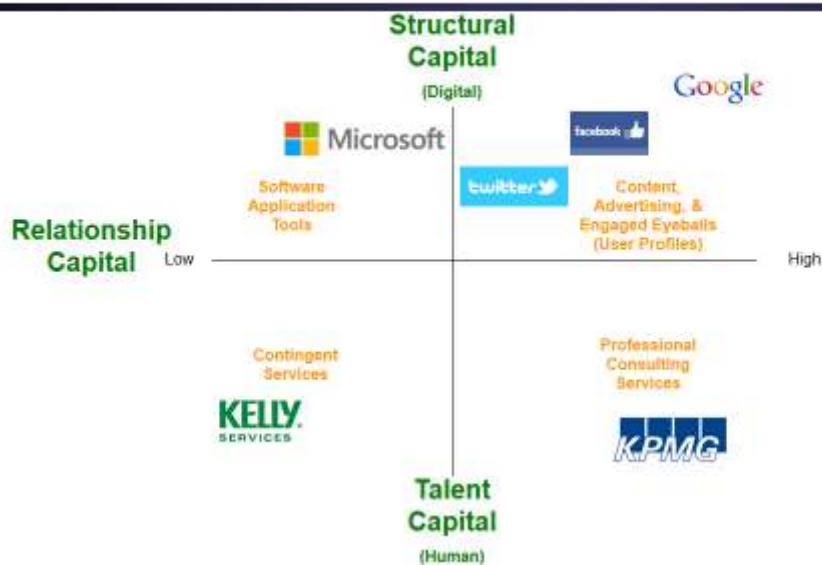 Structural
Capital
(Digital)
Google
Microsoft
facebook
twitter
Software
Application
Tools
Content,
Advertising, &
Engaged Eyeballs
(User Profiles)
Relationship
Capital
Low
High
Contingent
Services
Professional
Consulting
Services
KELLY
SERVICES
KPMG
Talent
Capital
(Human)